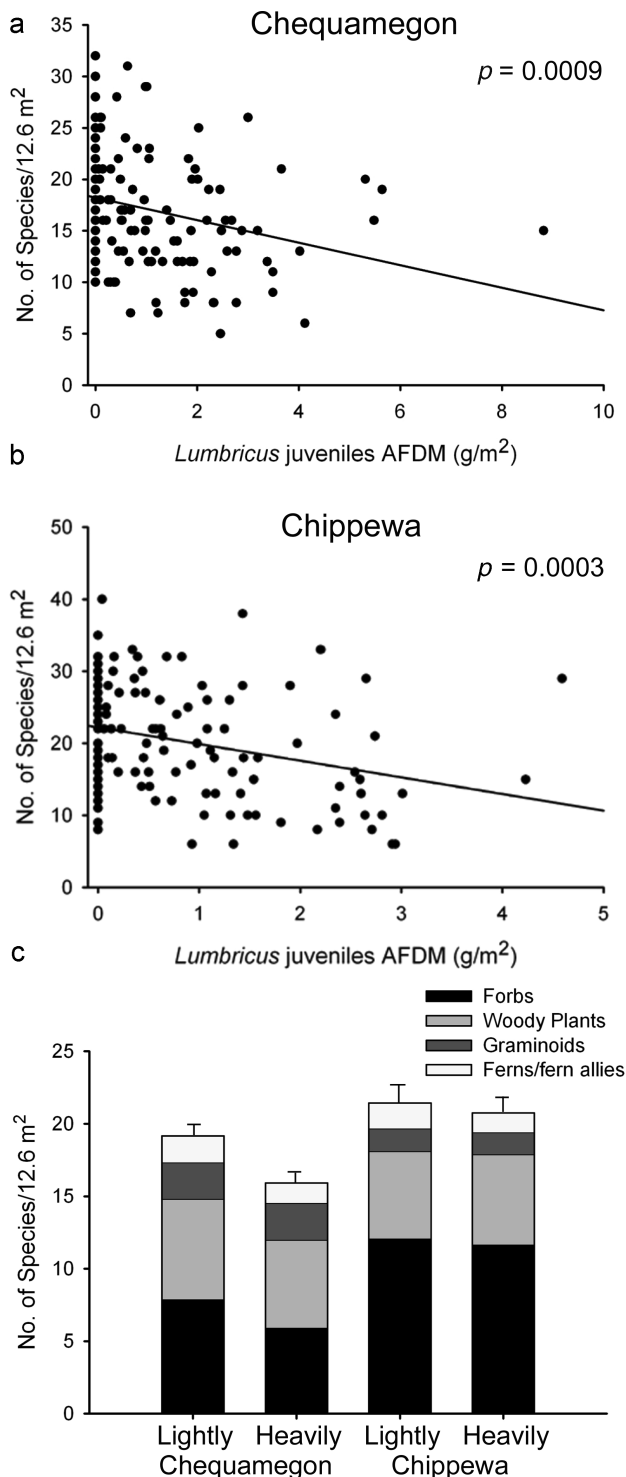 a
Chequamegon
p = 0.0009
No. of Species/12.6 m²
35
30
25
20
15
10
5
0
0 2 4 6 8 10
Lumbricus juveniles AFDM (g/m²)
b
Chippewa
p = 0.0003
No. of Species/12.6 m²
50
40
30
20
10
0
0 1 2 3 4 5
Lumbricus juveniles AFDM (g/m²)
c
Forbs
Woody Plants
Graminoids
Ferns/fern allies
No. of Species/12.6 m²
25
20
15
10
5
0
Lightly Heavily Lightly Heavily
Chequamegon Chippewa